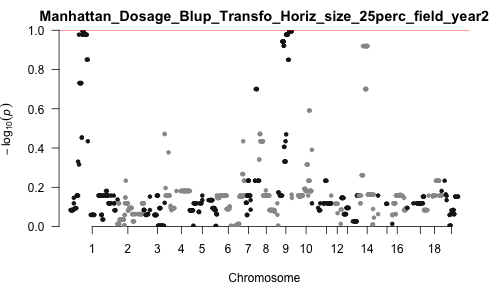 Manhattan_Dosage_Blup_Transfo_Horiz_size_25perc_field_year2
1.0
0.8
0.6
0.4
0.2
0.0
− log10(p)
1 2 3 4 5 6 7 8 9 10 12 14 16 18
Chromosome